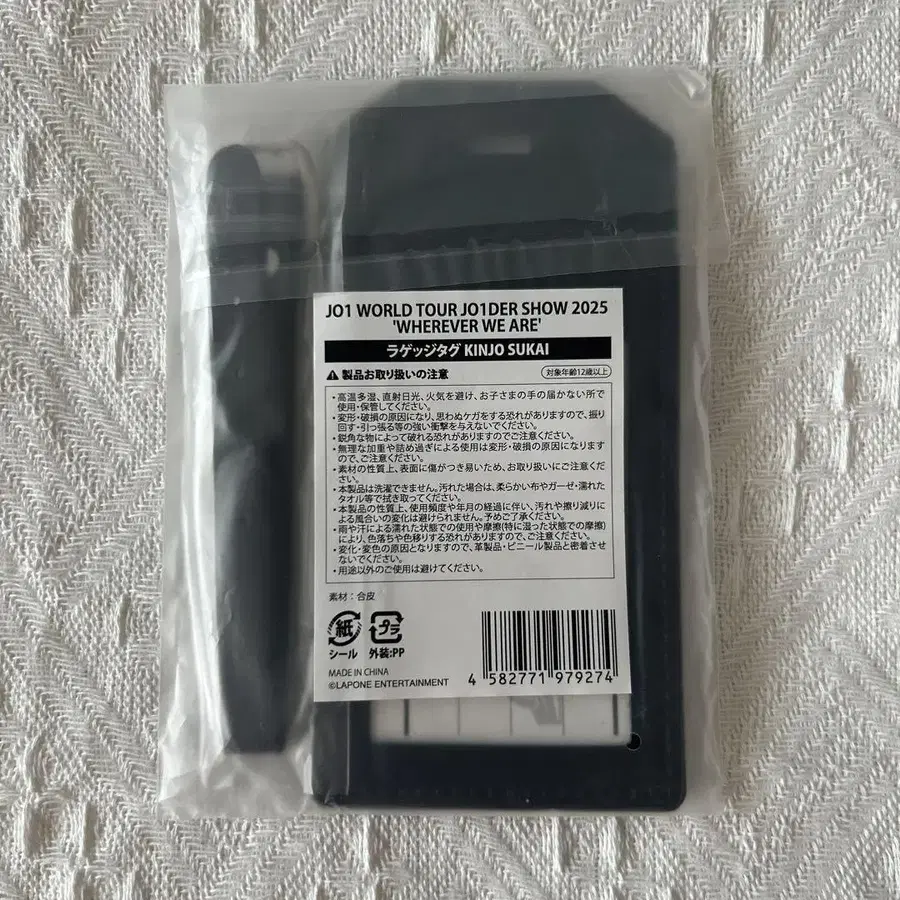 JO1 WORLD TOUR JO1DER SHOW 2025
'WHEREVER WE ARE'
ラゲッジタグ KINJO SUKAI
⚠ 製品お取り扱いの注意
対象年齢12歳以上
・高温多湿、直射日光、火気を避け、お子さまの手の届かない所で
使用・保管してください。
・変形・破損の原因になり、思わぬケガをする恐れがありますので、振り
回す・引っ張る等の強い衝撃を与えないでください。
・鋭角な物によって破れる恐れがありますのでご注意ください。
・無理な加重や詰め過ぎによる使用は変形・破損の原因になります
ので、ご注意ください。
・素材の性質上、表面に傷がつき易いため、お取り扱いにご注意くだ
さい。
・本製品は洗濯できません。汚れた場合は、柔らかい布やガーゼ・濡れた
タオル等で拭き取ってください。
・本製品の性質上、使用頻度や年月の経過に伴い、汚れや擦り減りに
よる風合いの変化は避けられません。予めご了承ください。
・雨や汗による濡れた状態での使用や摩擦(特に湿った状態での摩擦)
により、色落ちや色移りする恐れがありますので、ご注意ください。
・変化・変色の原因となりますので、革製品・ビニール製品と密着させ
ないでください。
・用途以外のご使用は避けてください。
素材：合皮
紙 プラ
シール 外装:PP
MADE IN CHINA
©LAPONE ENTERTAINMENT
4 582771 979274